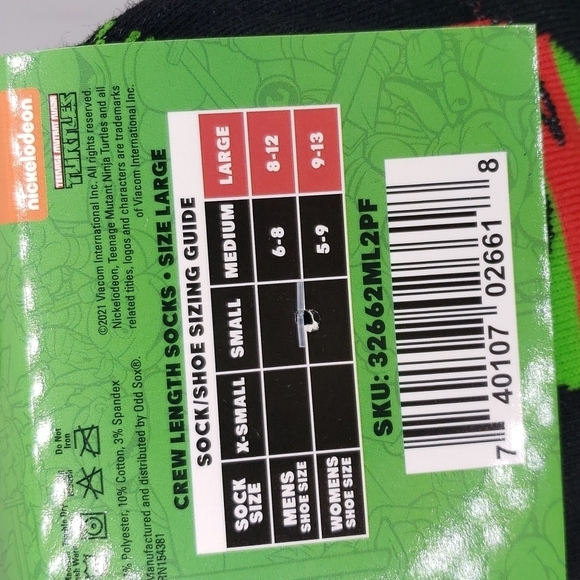 nickelodeon
TEENAGE MUTANT NINJA
TURTLES
©2021 Viacom International Inc. All rights reserved.
Nickelodeon, Teenage Mutant Ninja Turtles and all
related titles, logos and characters are trademarks
of Viacom International Inc.
Do Not
Iron
% Polyester, 10% Cotton, 3% Spandex
Manufactured and distributed by Odd Sox®.
RN154381
CREW LENGTH SOCKS • SIZE LARGE
SOCK/SHOE SIZING GUIDE
SOCK SIZE X-SMALL SMALL MEDIUM LARGE
MENS SHOE SIZE 6-8 8-12
WOMENS SHOE SIZE 5-9 9-13
SKU: 32662ML2PF
7 40107 02661 8